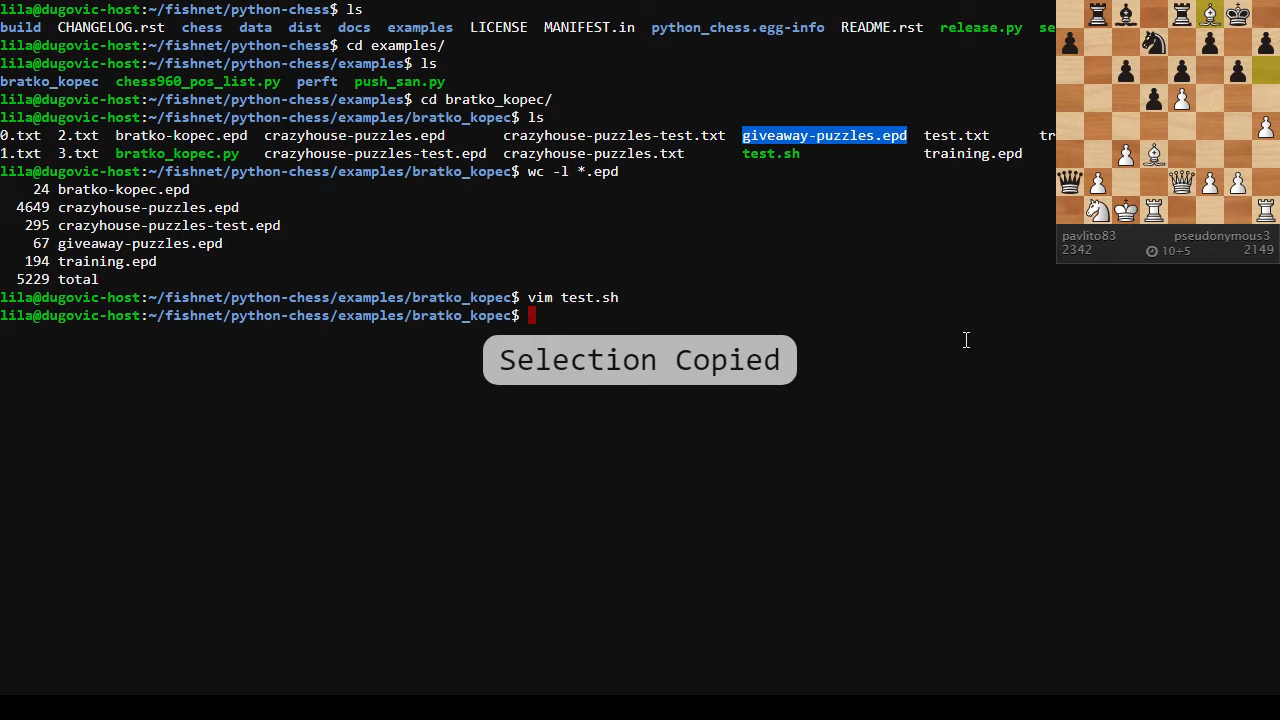 lila@dugovic-host:~/fishnet/python-chess$ ls
build  CHANGELOG.rst  chess  data  dist  docs  examples  LICENSE  MANIFEST.in  python_chess.egg-info  README.rst  release.py  se
lila@dugovic-host:~/fishnet/python-chess$ cd examples/
lila@dugovic-host:~/fishnet/python-chess/examples$ ls
bratko_kopec  chess960_pos_list.py  perft  push_san.py
lila@dugovic-host:~/fishnet/python-chess/examples$ cd bratko_kopec/
lila@dugovic-host:~/fishnet/python-chess/examples/bratko_kopec$ ls
0.txt  2.txt  bratko-kopec.epd  crazyhouse-puzzles.epd       crazyhouse-puzzles-test.txt  giveaway-puzzles.epd  test.txt      tr
1.txt  3.txt  bratko_kopec.py   crazyhouse-puzzles-test.epd  crazyhouse-puzzles.txt       test.sh               training.epd
lila@dugovic-host:~/fishnet/python-chess/examples/bratko_kopec$ wc -l *.epd
24 bratko-kopec.epd
4649 crazyhouse-puzzles.epd
295 crazyhouse-puzzles-test.epd
67 giveaway-puzzles.epd
194 training.epd
5229 total
lila@dugovic-host:~/fishnet/python-chess/examples/bratko_kopec$ vim test.sh
lila@dugovic-host:~/fishnet/python-chess/examples/bratko_kopec$
Selection Copied
pavlito83 pseudonymous3
2342 10+5 2149